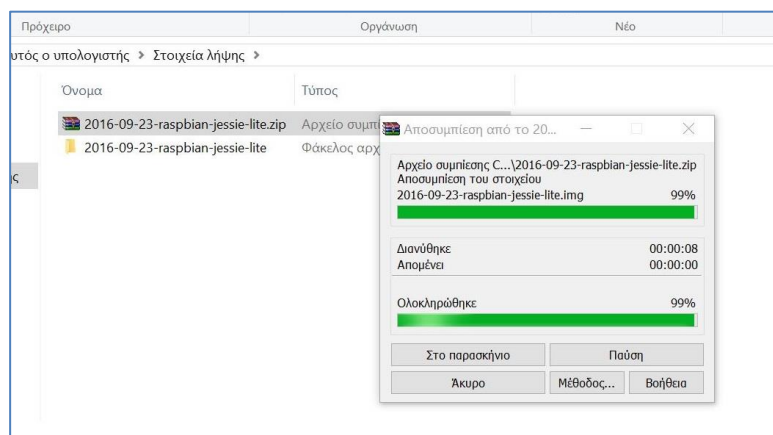 Πρόχειρο Οργάνωση Νέο
υτός ο υπολογιστής > Στοιχεία λήψης >
Όνομα Τύπος
2016-09-23-raspbian-jessie-lite.zip Αρχείο συμπ
2016-09-23-raspbian-jessie-lite Φάκελος αρχ
ης
Αποσυμπίεση από το 20...
Αρχείο συμπίεσης C...\2016-09-23-raspbian-jessie-lite.zip
Αποσυμπίεση του στοιχείου
2016-09-23-raspbian-jessie-lite.img 99%
Διανύθηκε 00:00:08
Απομένει 00:00:00
Ολοκληρώθηκε 99%
Στο παρασκήνιο Παύση
Άκυρο Μέθοδος... Βοήθεια